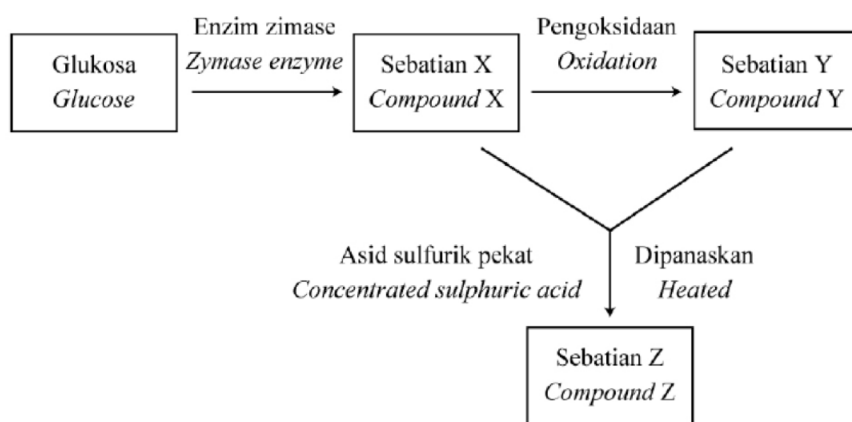 Enzim zimase
Zymase enzyme
Pengoksidaan
Oxidation
Glukosa
Glucose
Sebatian X
Compound X
Sebatian Y
Compound Y
Asid sulfurik pekat
Concentrated sulphuric acid
Dipanaskan
Heated
Sebatian Z
Compound Z